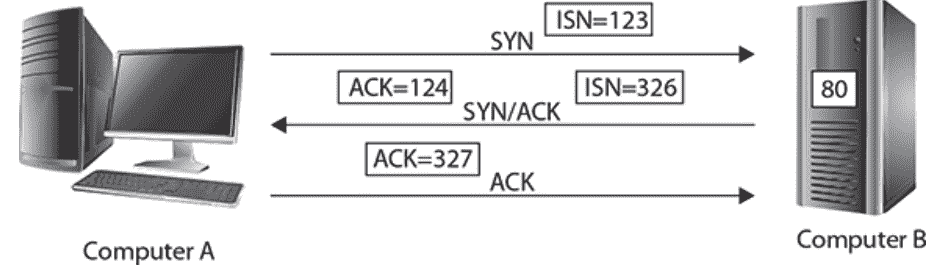 ISN=123
SYN
ACK=124
ISN=326
SYN/ACK
80
ACK=327
ACK
Computer A
Computer B